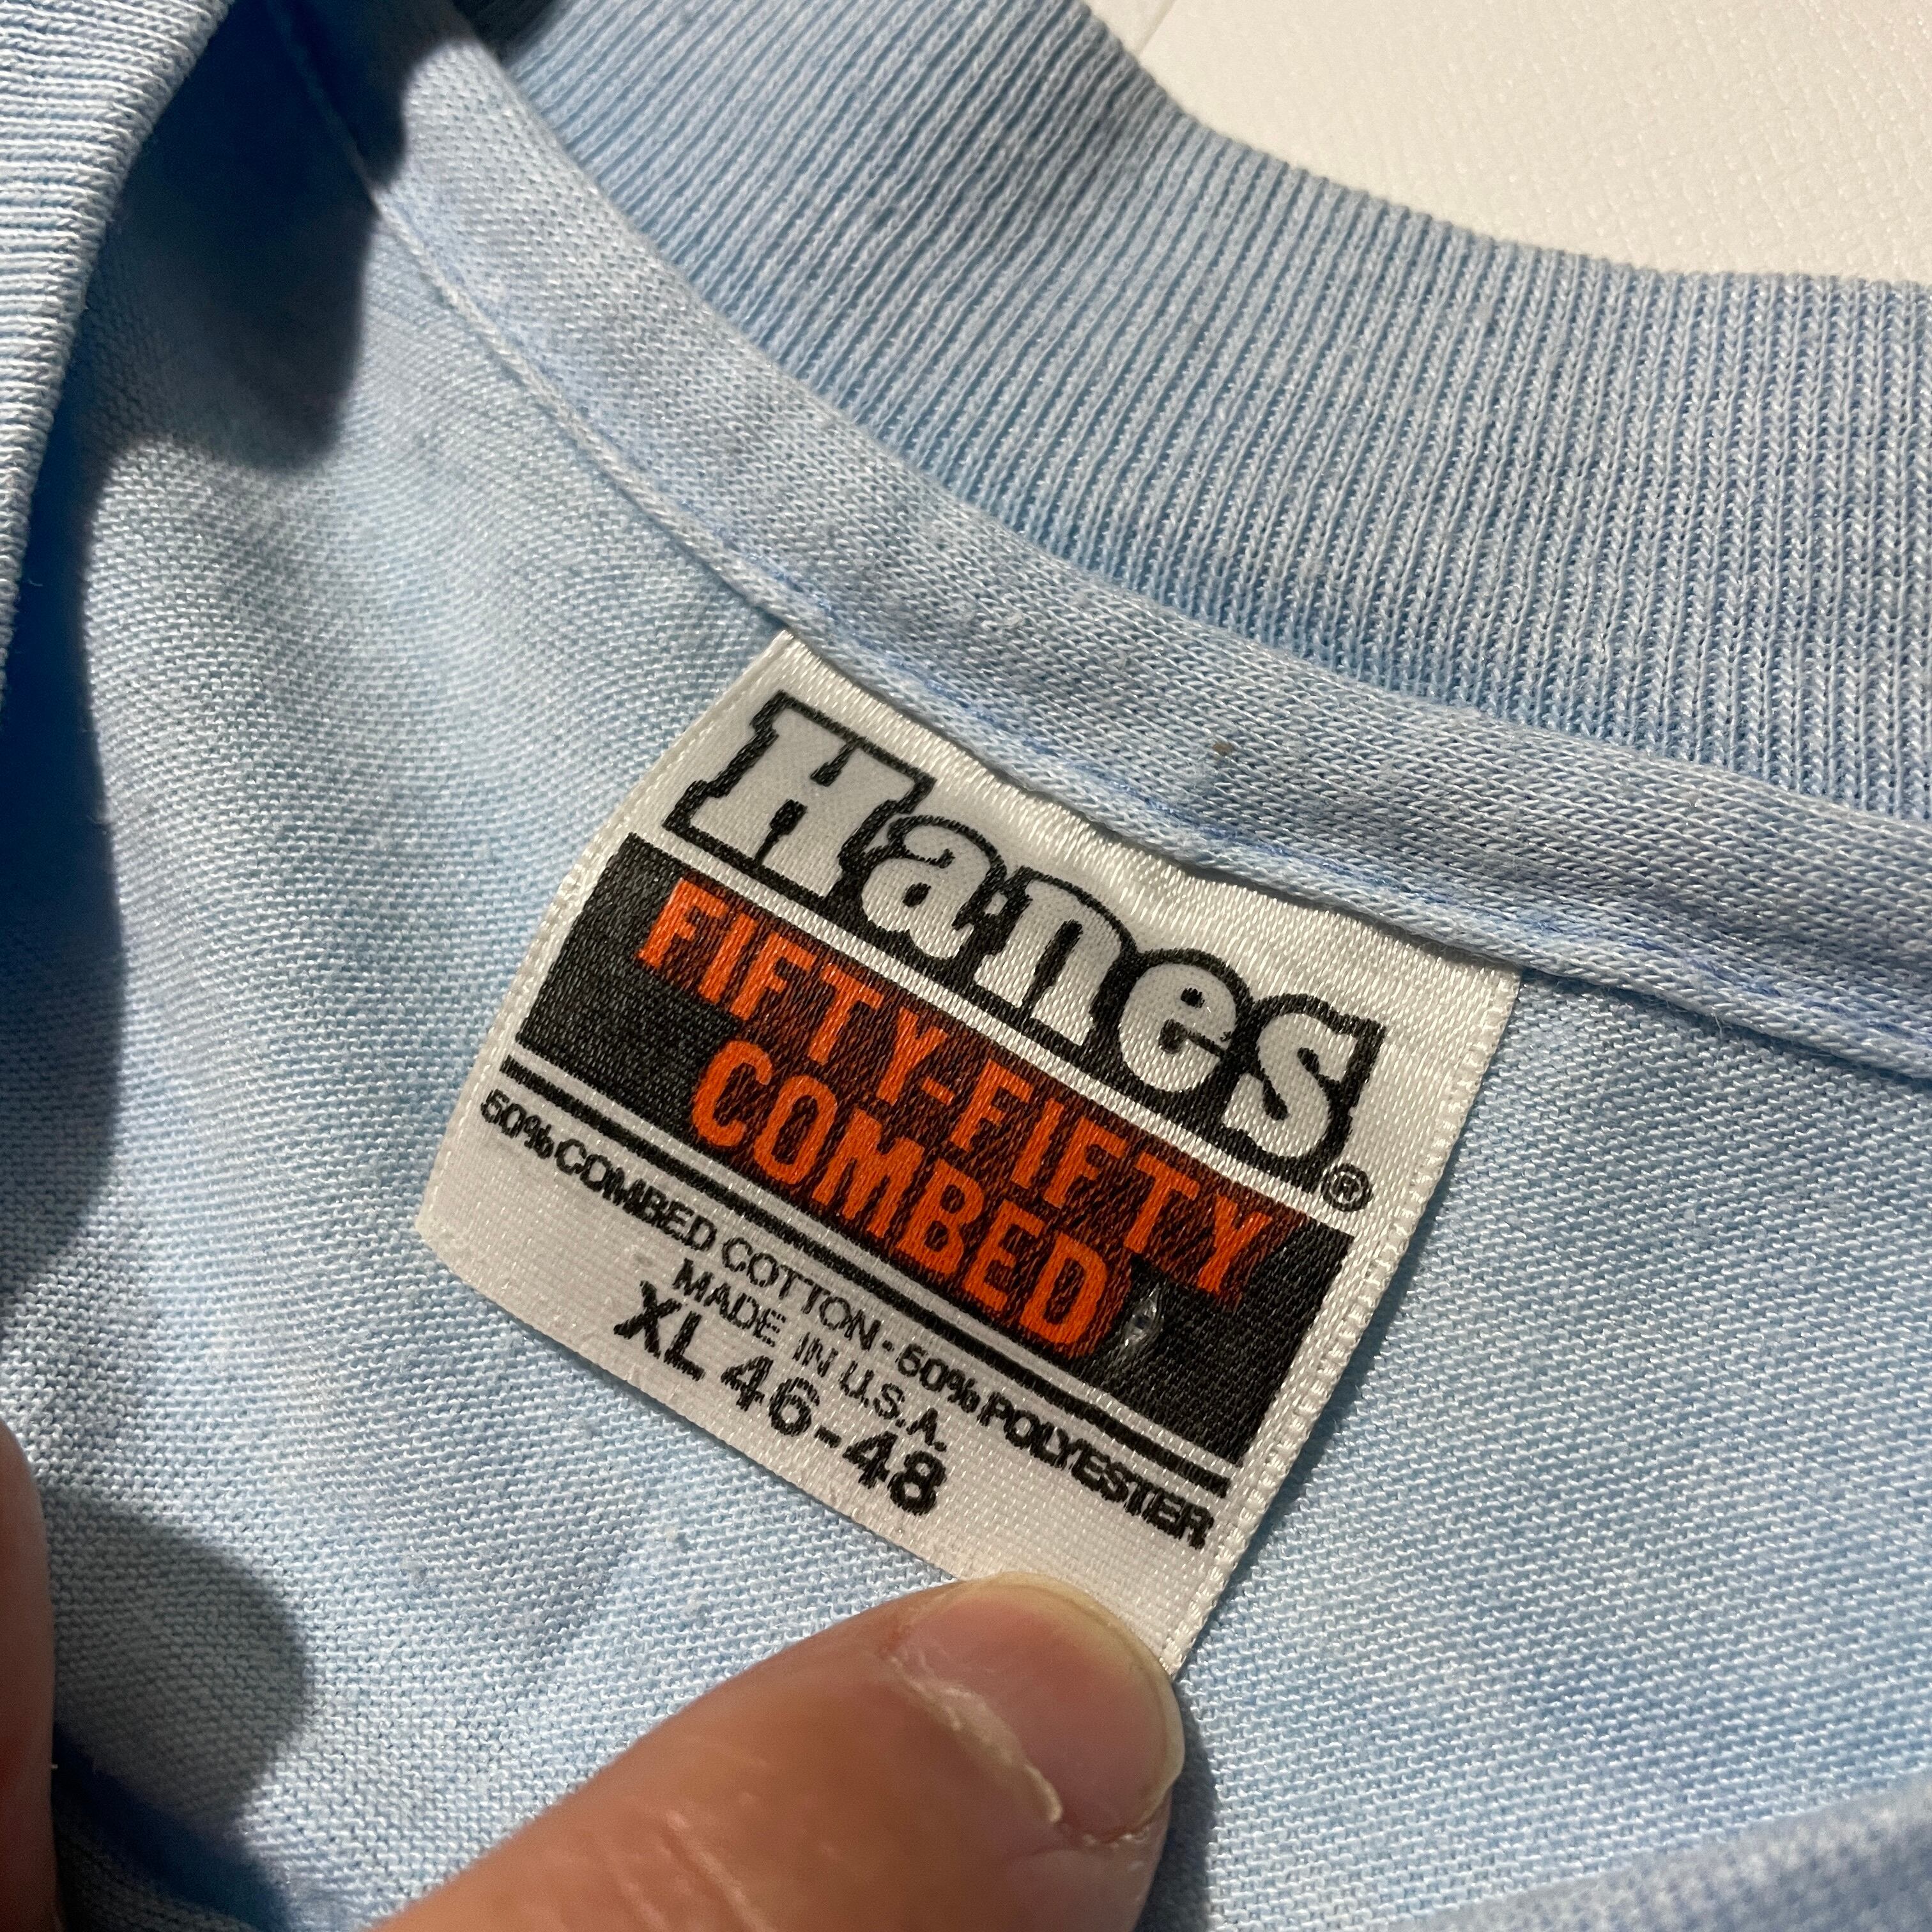 Hanes®
FIFTY-FIFTY
COMBED
50% COMBED COTTON - 50% POLYESTER
MADE IN U.S.A.
XL 46-48